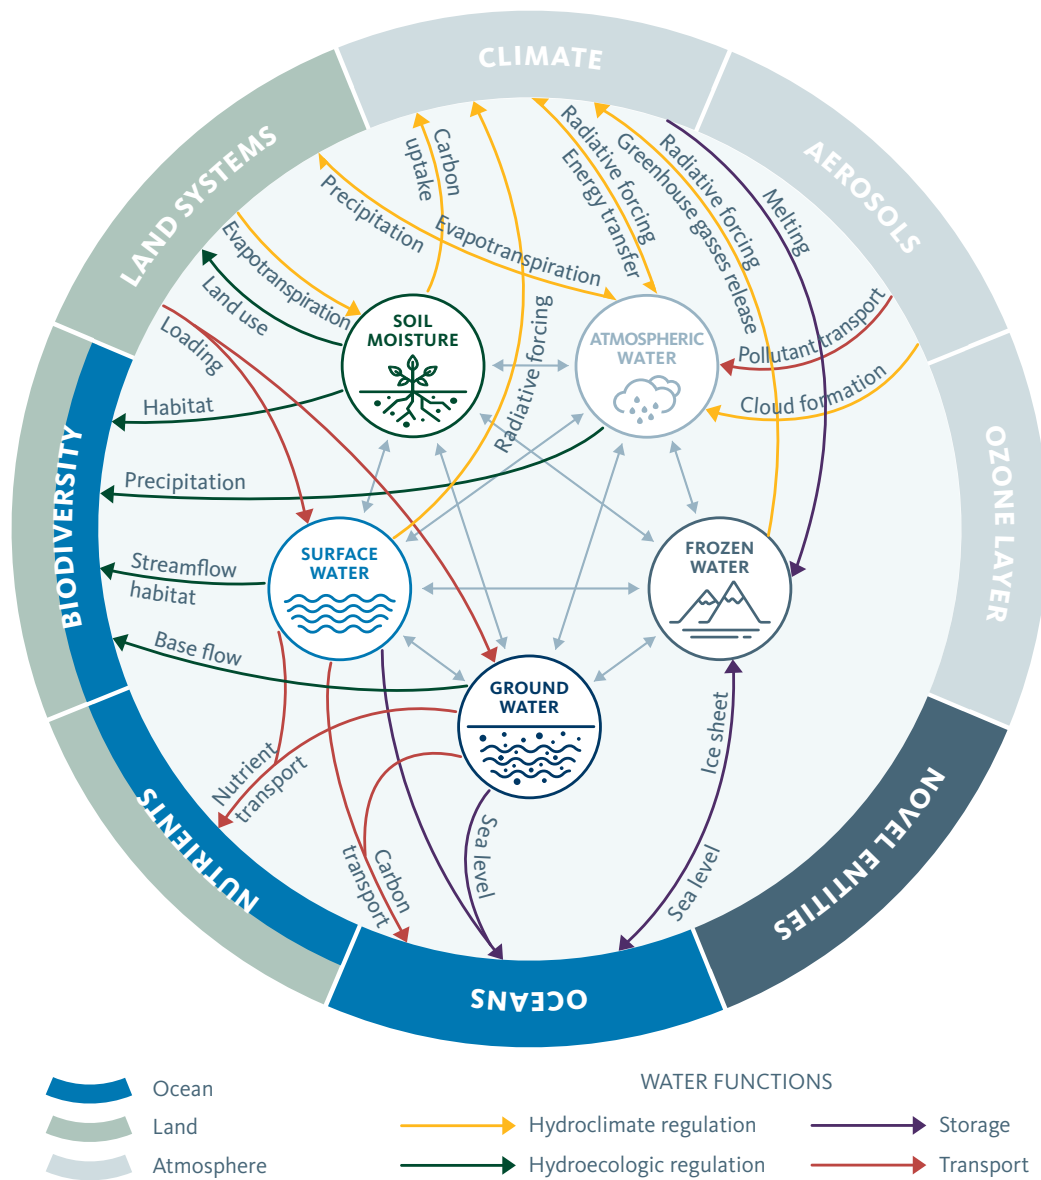 CLIMATE
AEROSOLS
OZONE LAYER
NOVEL ENTITIES
OCEANS
NUTRIENTS
BIODIVERSITY
LAND SYSTEMS
Carbon
uptake
Precipitation
Evapotranspiration
Radiative forcing
Energy transfer
Radiative forcing
Greenhouse gasses release
Melting
Evapotranspiration
Land use
Loading
Radiative forcing
Pollutant transport
Cloud formation
SOIL
MOISTURE
ATMOSPHERIC
WATER
Habitat
Precipitation
Streamflow
habitat
Base flow
SURFACE
WATER
FROZEN
WATER
GROUND
WATER
Nutrient
transport
Carbon
transport
Sea level
Ice sheet
Sea level
Ocean
Land
Atmosphere
WATER FUNCTIONS
Hydroclimate regulation
Hydroecologic regulation
Storage
Transport